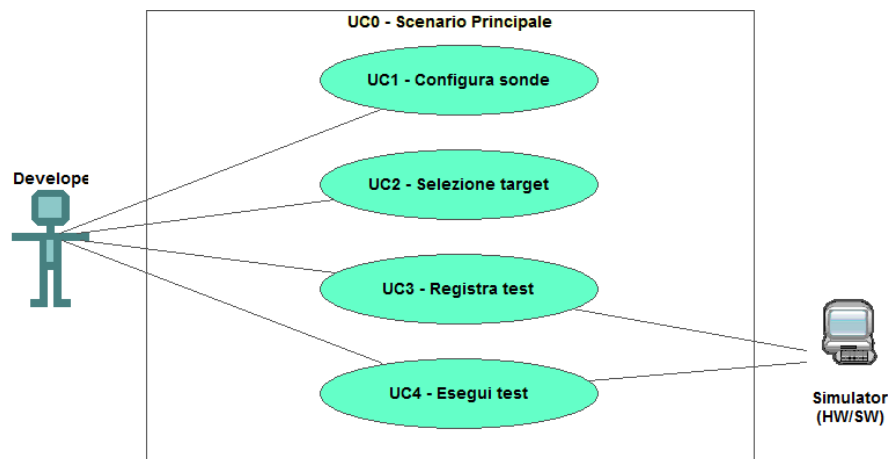 UC0 - Scenario Principale
UC1 - Configura sonde
Develope
UC2 - Selezione target
UC3 - Registra test
UC4 - Esegui test
Simulator
(HW/SW)